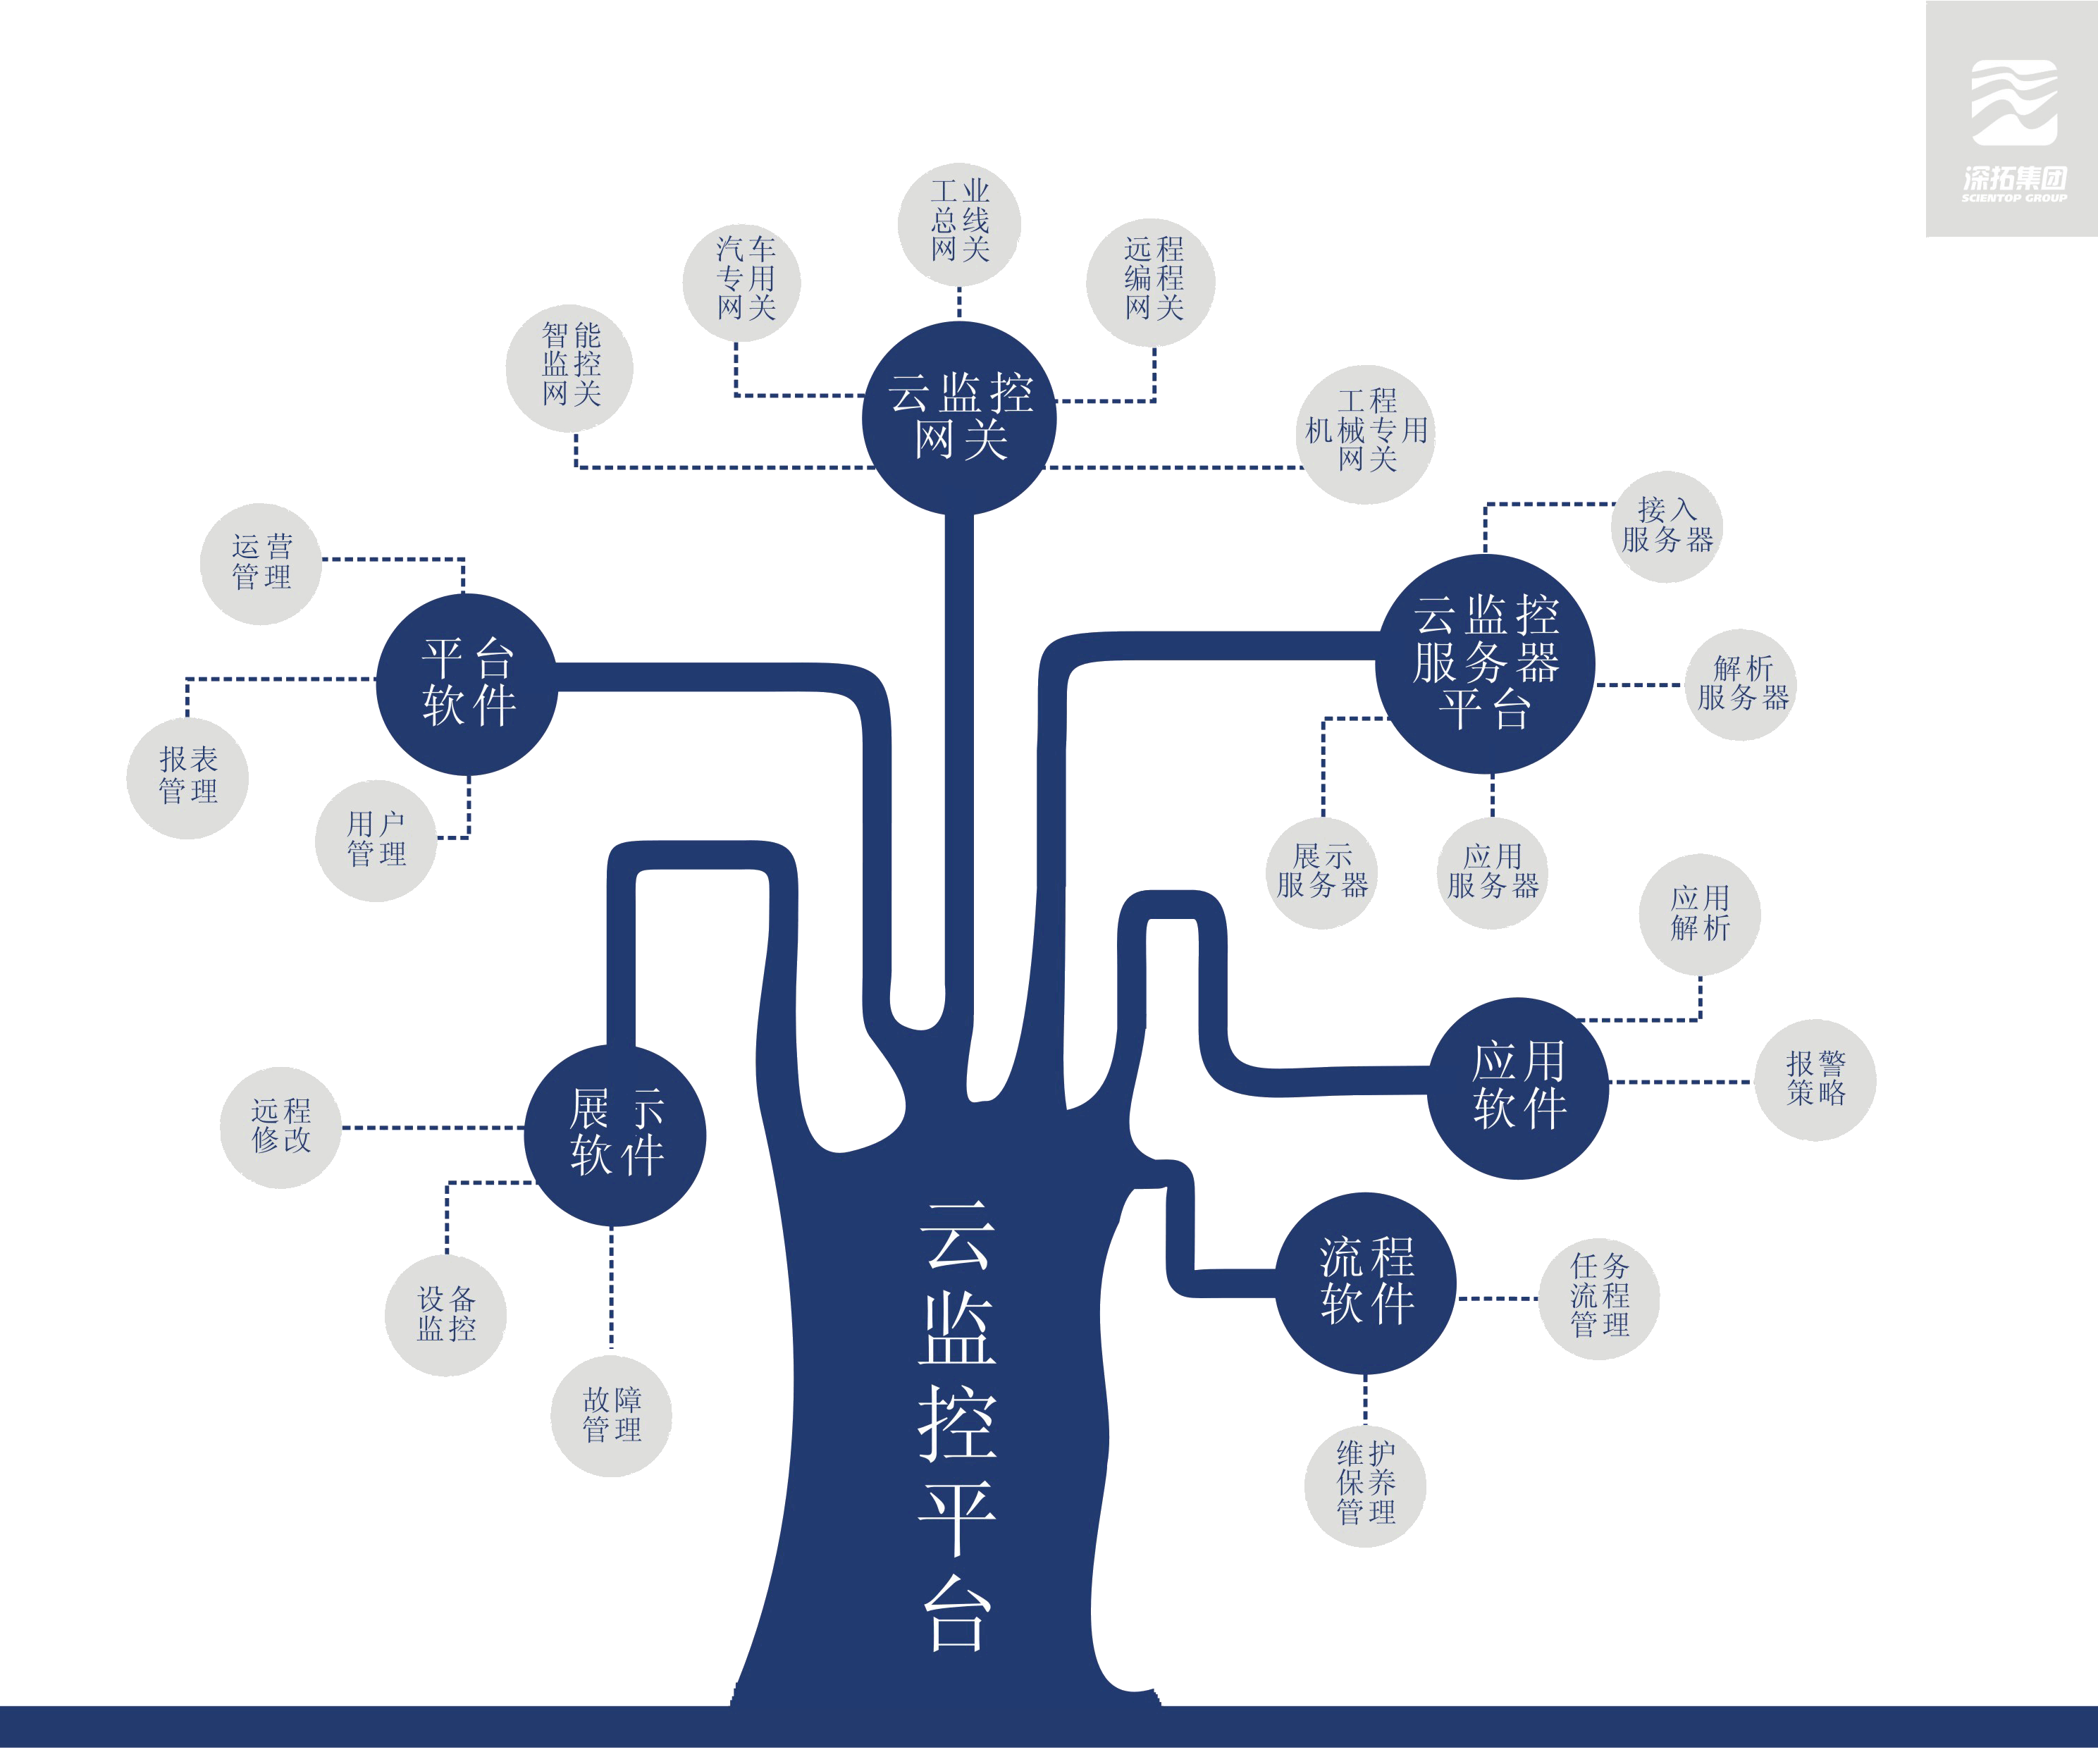 深拓集团
SCIENTOP GROUP
工业
总线
网关
汽车
专用
网关
远程
编程
网关
智能
监控
网关
云监控
网关
工程
机械专用
网关
接入
服务器
运营
管理
云监控
服务器
平台
平台
软件
解析
服务器
报表
管理
用户
管理
展示
服务器
应用
服务器
应用
解析
应用
软件
报警
策略
展示
软件
远程
修改
设备
监控
故障
管理
流程
软件
任务
流程
管理
维护
保养
管理
云
监
控
平
台